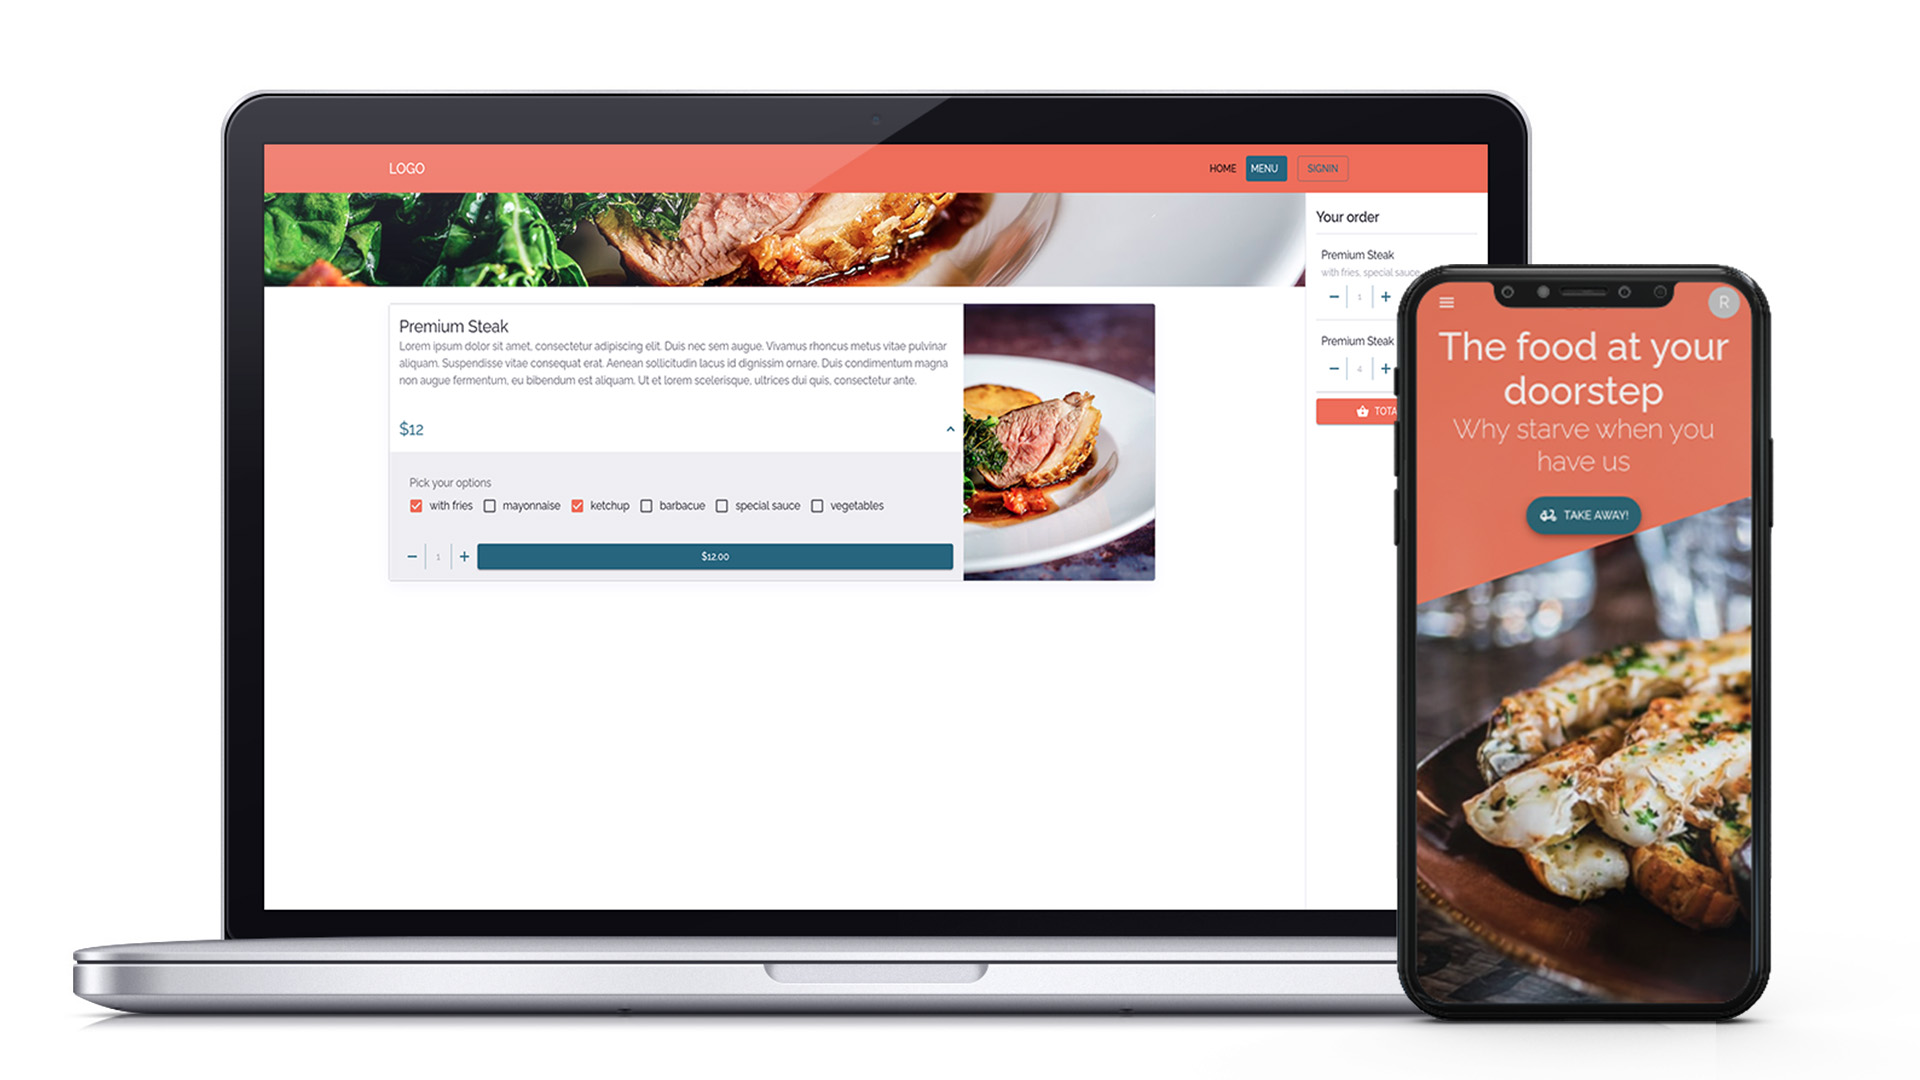 LOGO
HOME MENU SIGNIN
Your order
Premium Steak
with fries, special sauce
1
Premium Steak
4
Premium Steak
Lorem ipsum dolor sit amet, consectetur adipiscing elit. Duis nec sem augue. Vivamus rhoncus metus vitae pulvinar
aliquam. Suspendisse vitae consequat erat. Aenean sollicitudin lacus id dignissim ornare. Duis condimentum magna
non augue fermentum, eu bibendum est aliquam. Ut et lorem scelerisque, ultrices dui quis, consectetur ante.
$12
Pick your options
with fries mayonnaise ketchup barbacue special sauce vegetables
− 1 + $12.00
R
The food at your
doorstep
Why starve when you
have us
TAKE AWAY!